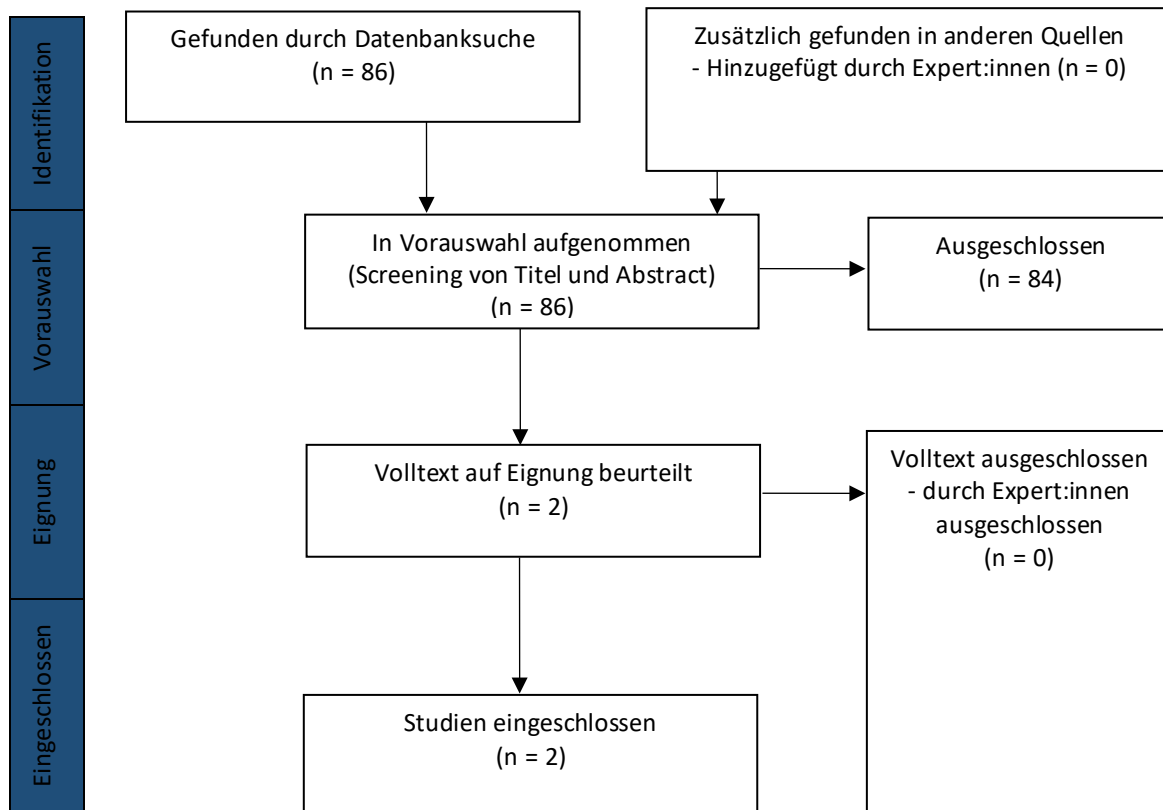 Identifikation
Gefunden durch Datenbanksuche
(n = 86)
Zusätzlich gefunden in anderen Quellen
- Hinzugefügt durch Expert:innen (n = 0)
Vorauswahl
In Vorauswahl aufgenommen
(Screening von Titel und Abstract)
(n = 86)
Ausgeschlossen
(n = 84)
Eignung
Volltext auf Eignung beurteilt
(n = 2)
Volltext ausgeschlossen
- durch Expert:innen
ausgeschlossen
(n = 0)
Eingeschlossen
Studien eingeschlossen
(n = 2)